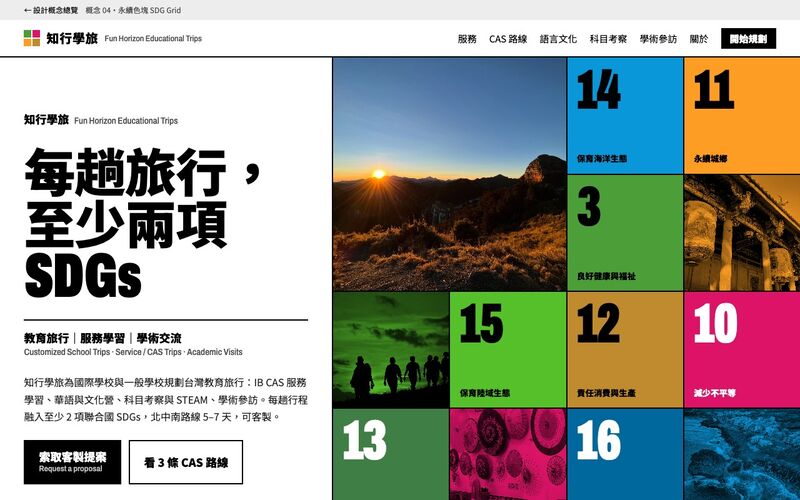 ← 設計概念總覽 概念 04・永續色塊 SDG Grid
知行學旅 Fun Horizon Educational Trips
服務 CAS 路線 語言文化 科目考察 學術參訪 關於 開始規劃
知行學旅 Fun Horizon Educational Trips
每趟旅行，
至少兩項
SDGs
教育旅行｜服務學習｜學術交流
Customized School Trips · Service / CAS Trips · Academic Visits
知行學旅為國際學校與一般學校規劃台灣教育旅行：IB CAS 服務
學習、華語與文化營、科目考察與 STEAM、學術參訪。每趟行程
融入至少 2 項聯合國 SDGs，北中南路線 5–7 天，可客製。
索取客製提案
Request a proposal
看 3 條 CAS 路線
14
保育海洋生態
11
永續城鄉
3
良好健康與福祉
15
保育陸域生態
12
責任消費與生產
10
減少不平等
13
16